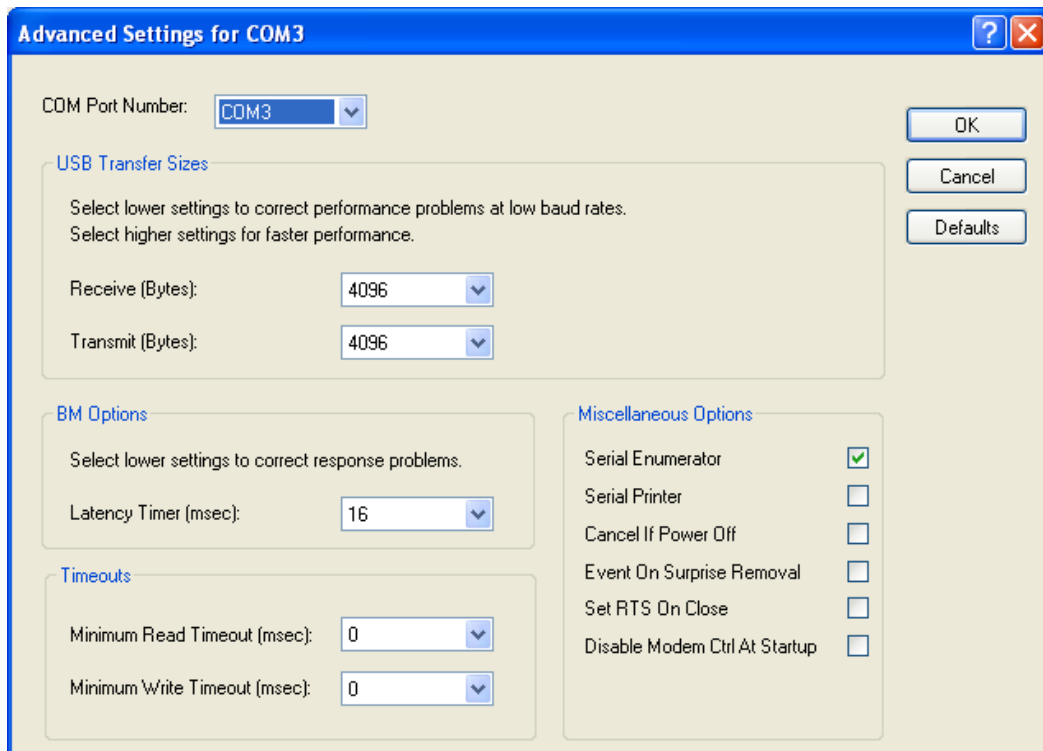 Advanced Settings for COM3
COM Port Number: COM3
OK
USB Transfer Sizes
Cancel
Select lower settings to correct performance problems at low baud rates.
Select higher settings for faster performance.
Defaults
Receive (Bytes): 4096
Transmit (Bytes): 4096
BM Options
Select lower settings to correct response problems.
Latency Timer (msec): 16
Timeouts
Minimum Read Timeout (msec): 0
Minimum Write Timeout (msec): 0
Miscellaneous Options
Serial Enumerator
Serial Printer
Cancel If Power Off
Event On Surprise Removal
Set RTS On Close
Disable Modem Ctrl At Startup